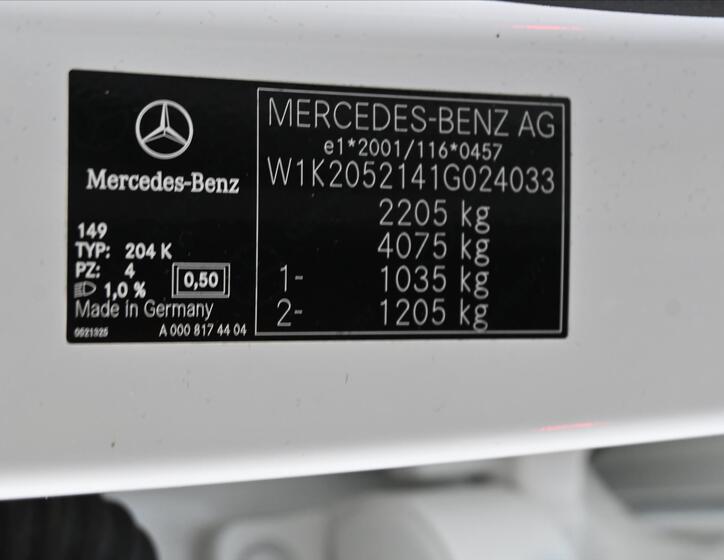 Mercedes-Benz
149
TYP: 204 K
PZ: 4
1,0 %
0,50
Made in Germany
0021325
A 000 817 44 04
MERCEDES-BENZ AG
e1*2001/116*0457
W1K2052141G024033
2205 kg
4075 kg
1- 1035 kg
2- 1205 kg